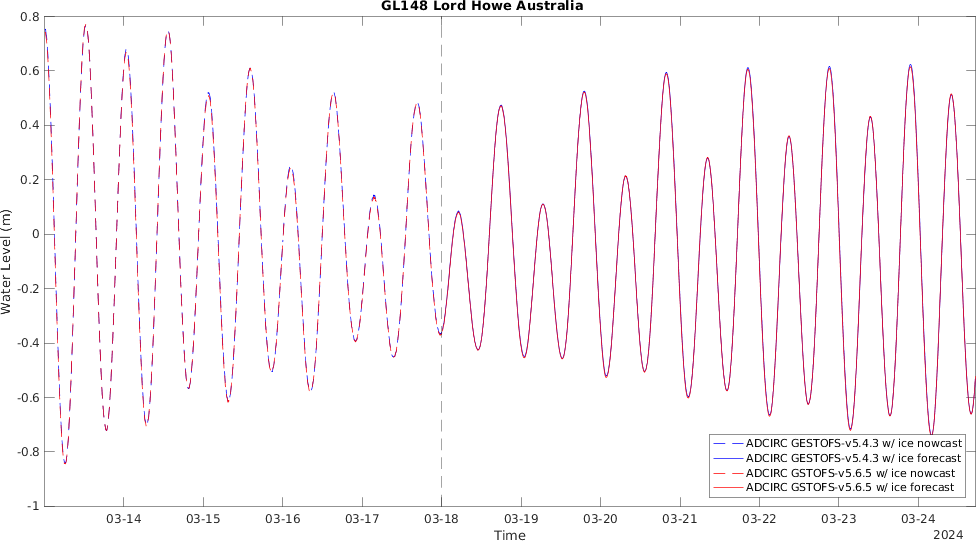 GL148 Lord Howe Australia
0.8
0.6
0.4
0.2
0
-0.2
-0.4
-0.6
-0.8
-1
Water Level (m)
03-14 03-15 03-16 03-17 03-18 03-19 03-20 03-21 03-22 03-23 03-24
Time
2024
ADCIRC GESTOFS-v5.4.3 w/ ice nowcast
ADCIRC GESTOFS-v5.4.3 w/ ice forecast
ADCIRC GSTOFS-v5.6.5 w/ ice nowcast
ADCIRC GSTOFS-v5.6.5 w/ ice forecast